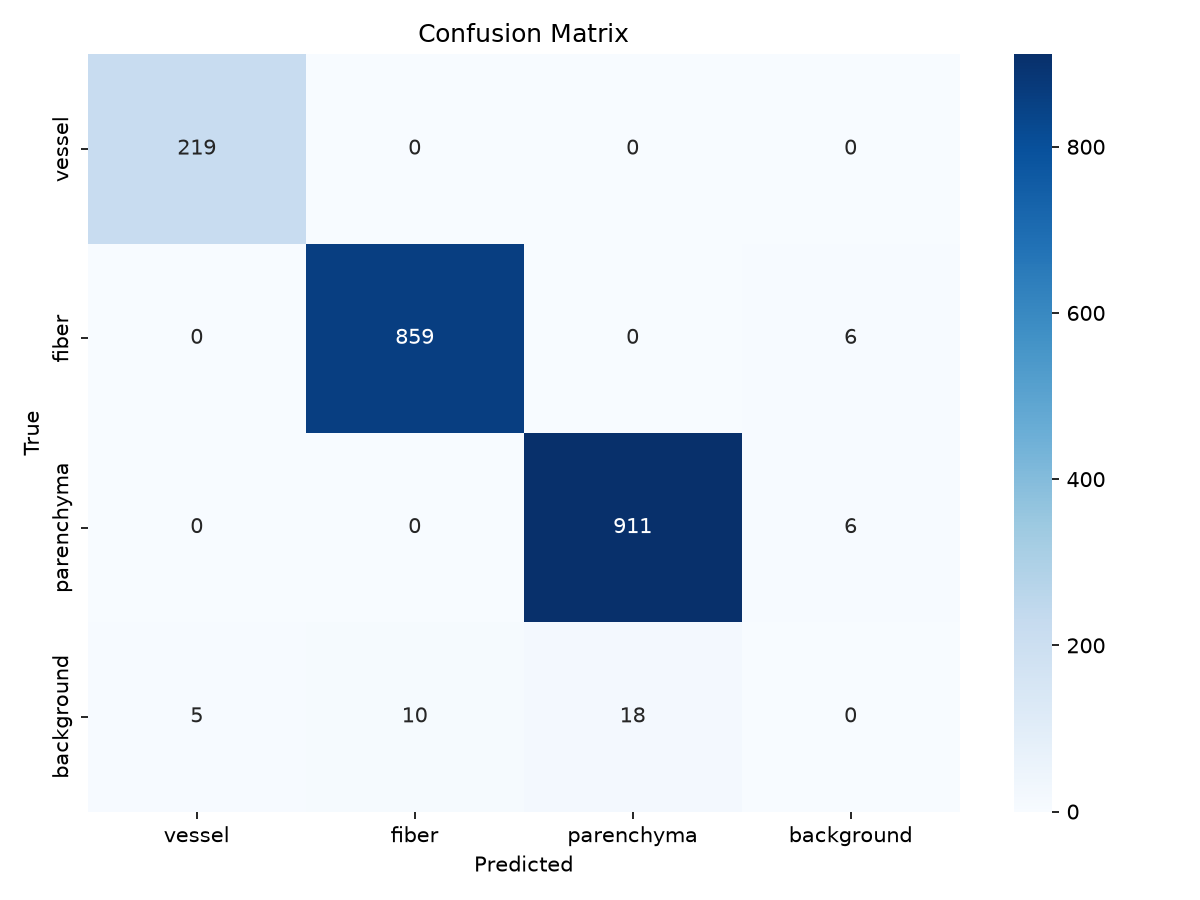 Confusion Matrix
True
vessel 219 0 0 0
fiber 0 859 0 6
parenchyma 0 0 911 6
background 5 10 18 0
vessel fiber parenchyma background
Predicted
800
600
400
200
0